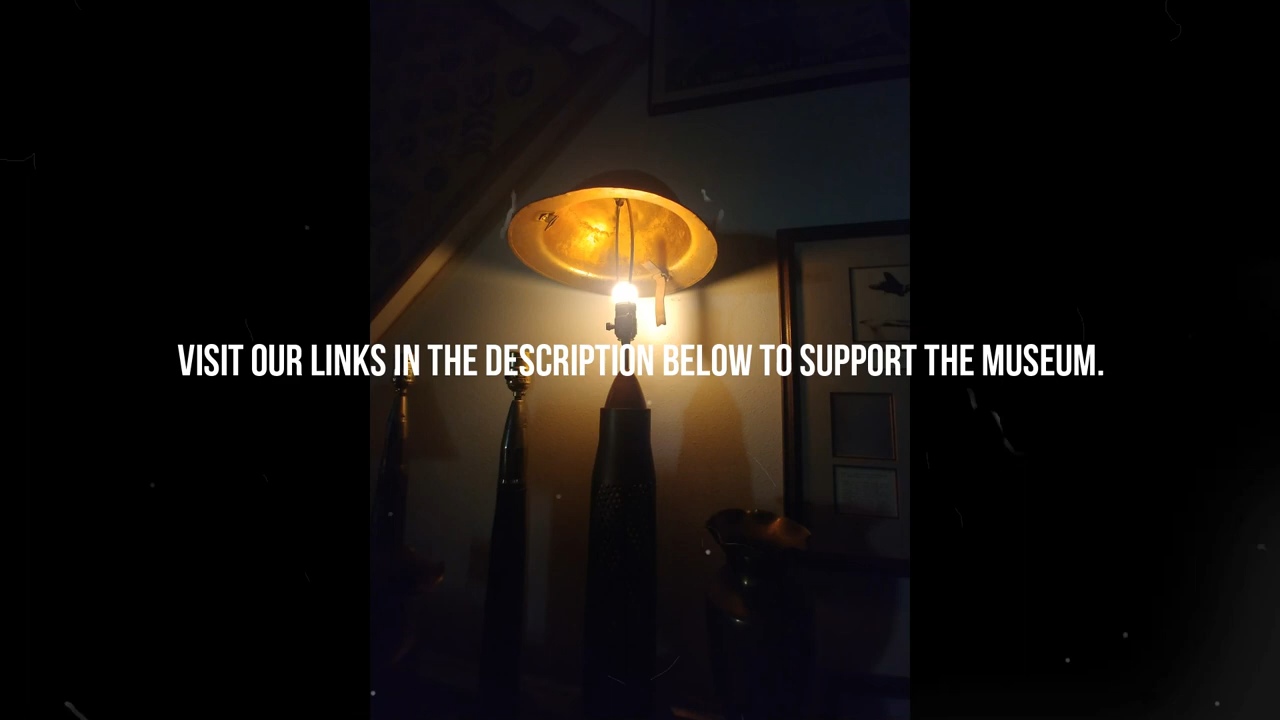 VISIT OUR LINKS IN THE DESCRIPTION BELOW TO SUPPORT THE MUSEUM.